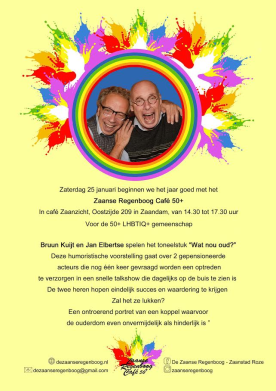 Zaterdag 25 januari beginnen we het jaar goed met het
Zaanse Regenboog Café 50+
In café Zaanzicht, Oostzijde 209 in Zaandam, van 14.30 tot 17.30 uur
Voor de 50+ LHBTIQ+ gemeenschap
Bruun Kuijt en Jan Elbertse spelen het toneelstuk "Wat nou oud?"
Deze humoristische voorstelling gaat over 2 gepensioneerde
acteurs die nog één keer gevraagd worden een optreden
te verzorgen in een snelle talkshow die dagelijks op de buis te zien is
De twee heren hopen eindelijk succes en waardering te krijgen
Zal het ze lukken?
Een ontroerend portret van een koppel waarvoor
de ouderdom even onvermijdelijk als hinderlijk is "
dezaanseregenboog.nl
De Zaanse Regenboog - Zaanstad Roze
dezaanseregenboog@gmail.com
dezaanseregenboog
Zaanse
Regenboog
Café 50+